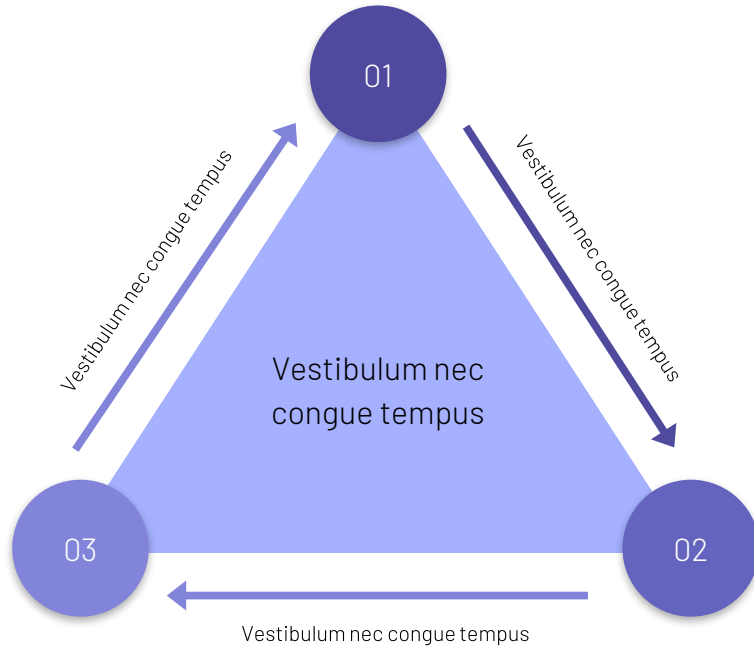 01
Vestibulum nec congue tempus
Vestibulum nec congue tempus
Vestibulum nec
congue tempus
03
02
Vestibulum nec congue tempus